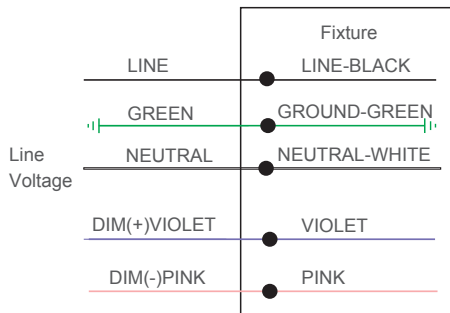 Fixture
LINE LINE-BLACK
GREEN GROUND-GREEN
Line
Voltage
NEUTRAL NEUTRAL-WHITE
DIM(+)VIOLET VIOLET
DIM(-)PINK PINK